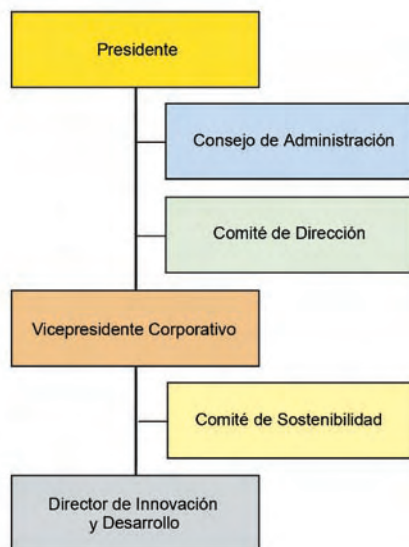 Presidente
Consejo de Administración
Comité de Dirección
Vicepresidente Corporativo
Comité de Sostenibilidad
Director de Innovación
y Desarrollo